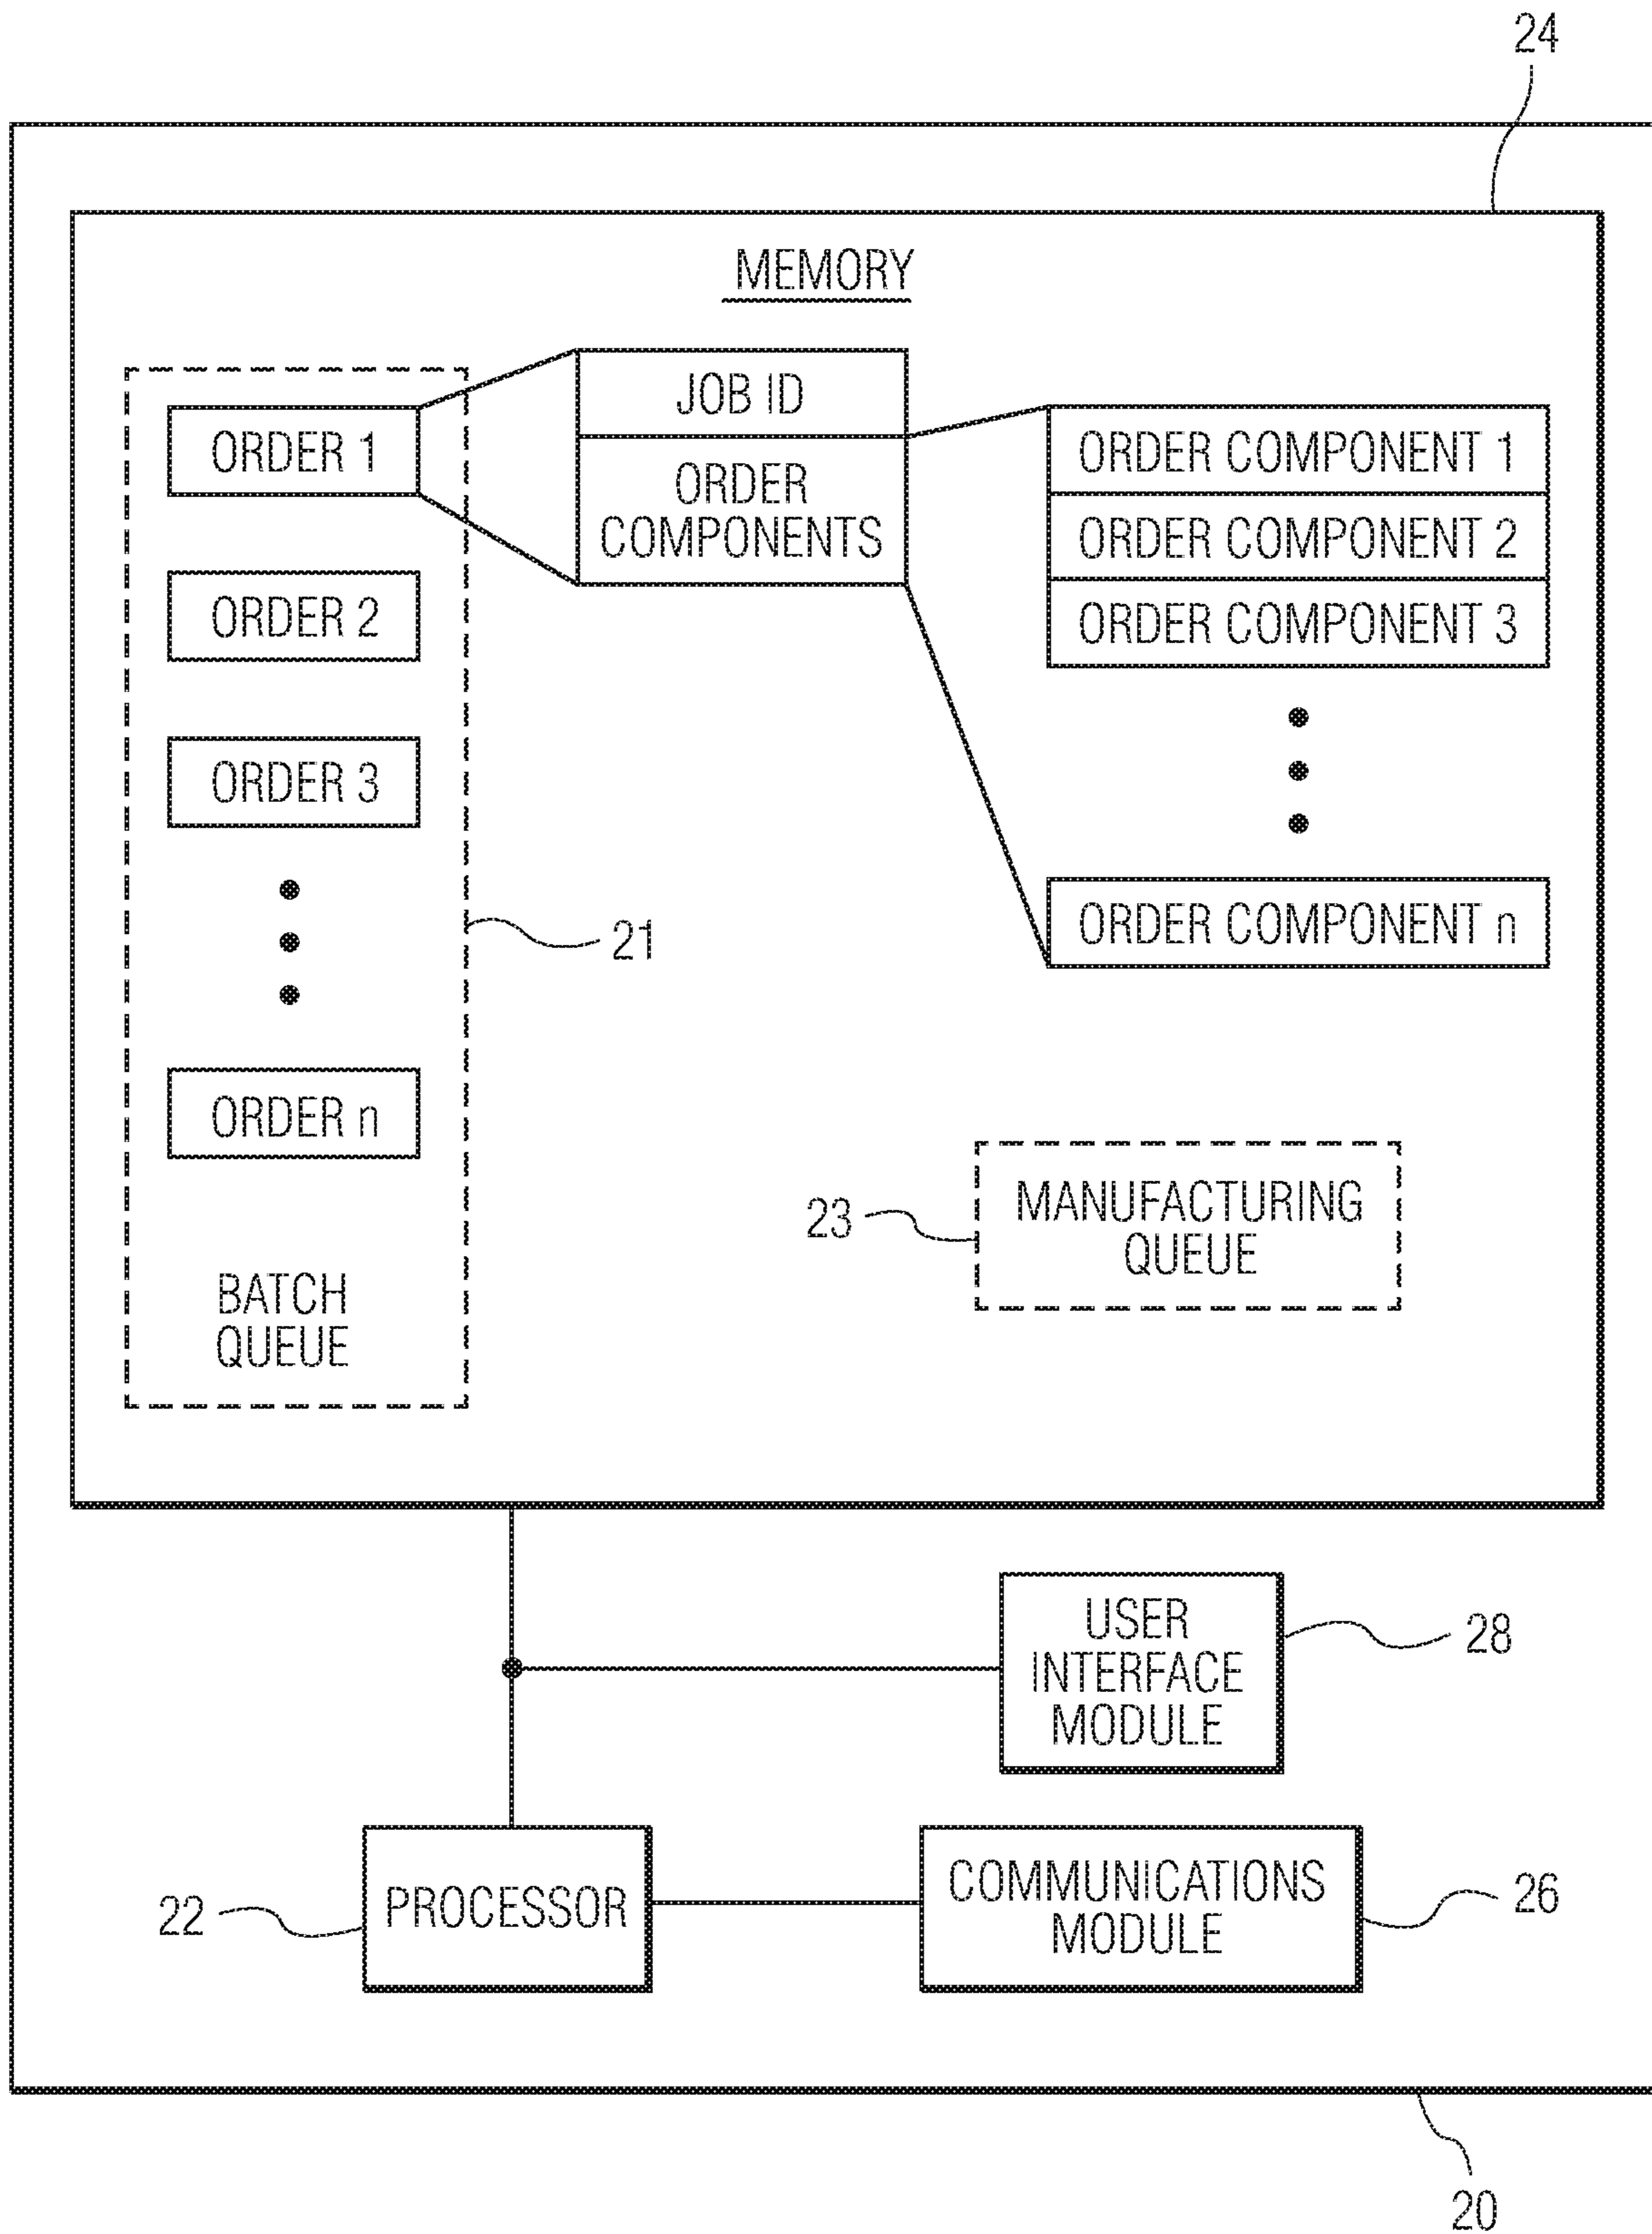 24
MEMORY
JOB ID
ORDER
COMPONENTS
ORDER 1
ORDER 2
ORDER 3
ORDER n
BATCH
QUEUE
21
ORDER COMPONENT 1
ORDER COMPONENT 2
ORDER COMPONENT 3
ORDER COMPONENT n
23
MANUFACTURING
QUEUE
USER
INTERFACE
MODULE
28
22
PROCESSOR
COMMUNICATIONS
MODULE
26
20